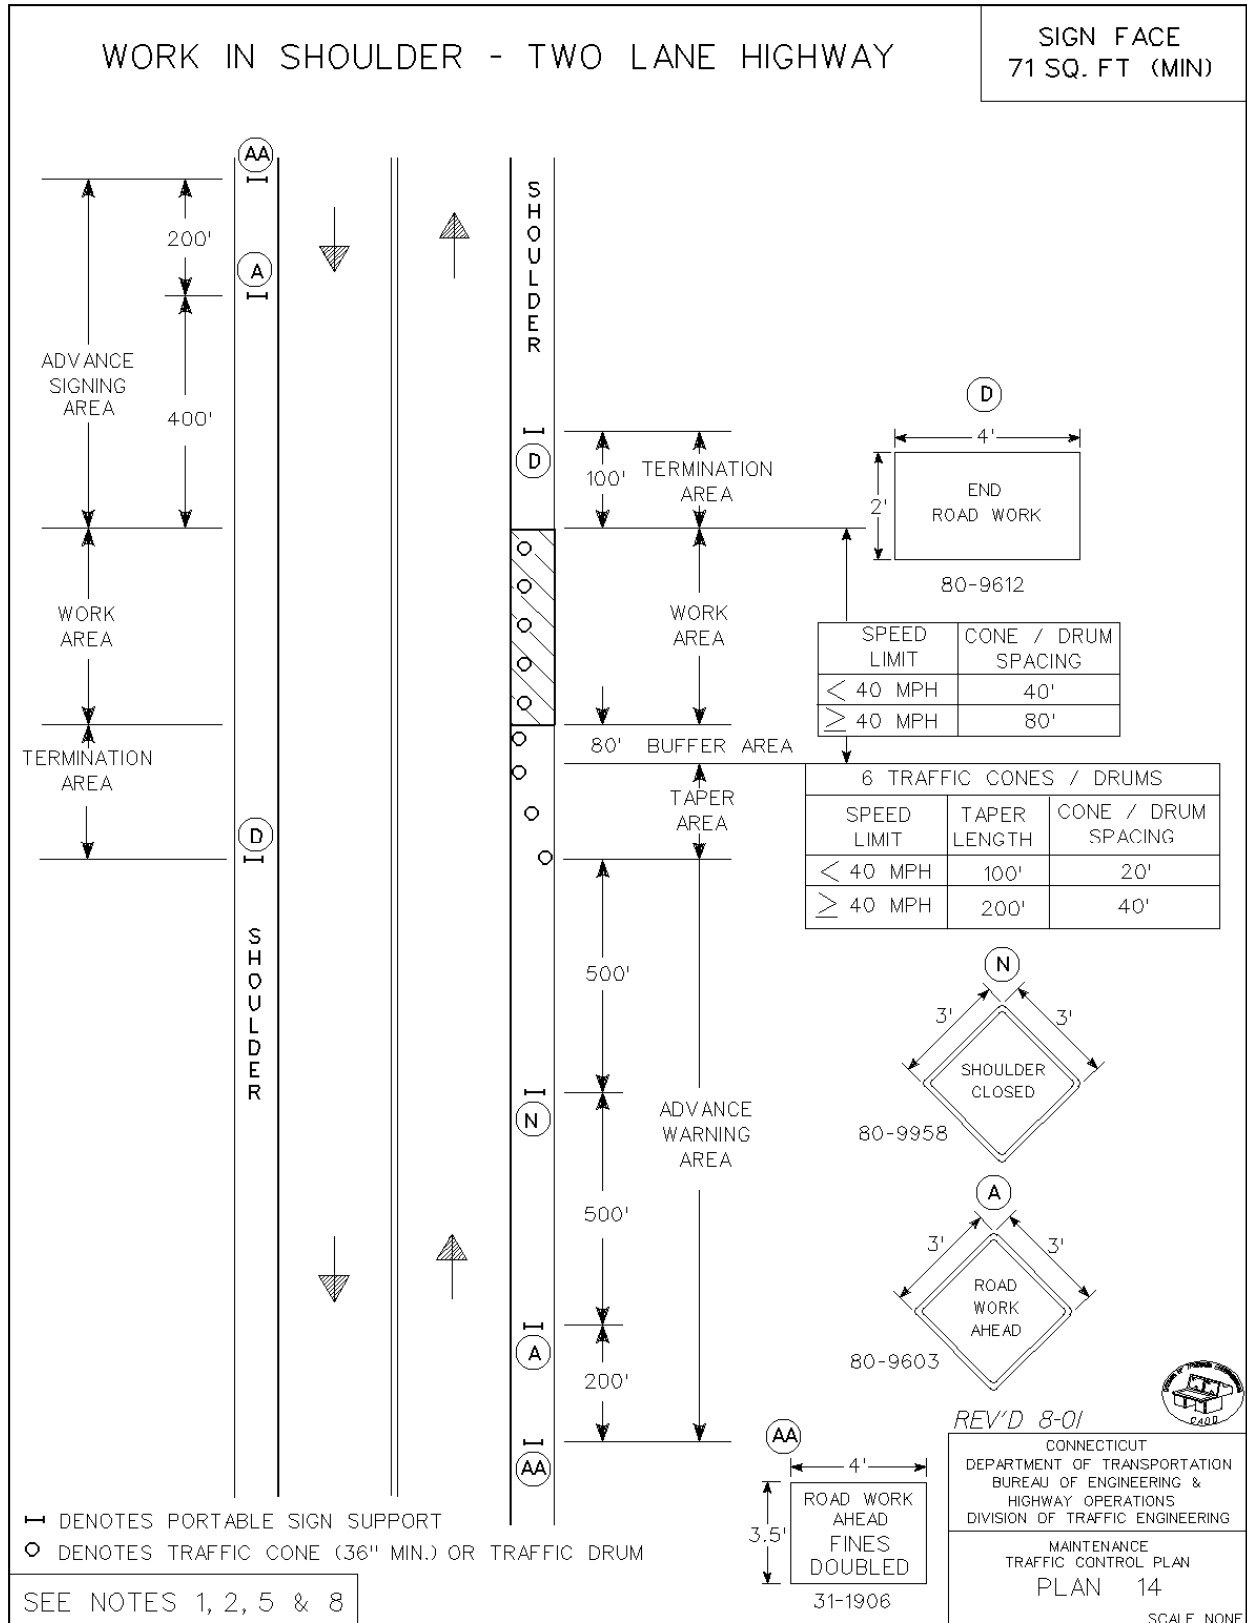 WORK IN SHOULDER - TWO LANE HIGHWAY
SIGN FACE
71 SQ. FT (MIN)
AA
200'
A
ADVANCE
SIGNING
AREA
400'
WORK
AREA
TERMINATION
AREA
D
SHOULDER
SHOULDER
D
100'
TERMINATION
AREA
WORK
AREA
80'
BUFFER AREA
TAPER
AREA
500'
N
ADVANCE
WARNING
AREA
500'
A
200'
AA
D
4'
2'
END
ROAD WORK
80-9612
SPEED
LIMIT
CONE / DRUM
SPACING
< 40 MPH
40'
≥ 40 MPH
80'
6 TRAFFIC CONES / DRUMS
SPEED
LIMIT
TAPER
LENGTH
CONE / DRUM
SPACING
< 40 MPH
100'
20'
≥ 40 MPH
200'
40'
N
3'
3'
SHOULDER
CLOSED
80-9958
A
3'
3'
ROAD
WORK
AHEAD
80-9603
AA
4'
3.5'
ROAD WORK
AHEAD
FINES
DOUBLED
31-1906
DENOTES PORTABLE SIGN SUPPORT
DENOTES TRAFFIC CONE (36" MIN.) OR TRAFFIC DRUM
SEE NOTES 1, 2, 5 & 8
REV'D 8-01
CADD
CONNECTICUT
DEPARTMENT OF TRANSPORTATION
BUREAU OF ENGINEERING &
HIGHWAY OPERATIONS
DIVISION OF TRAFFIC ENGINEERING
MAINTENANCE
TRAFFIC CONTROL PLAN
PLAN 14
SCALE NONE